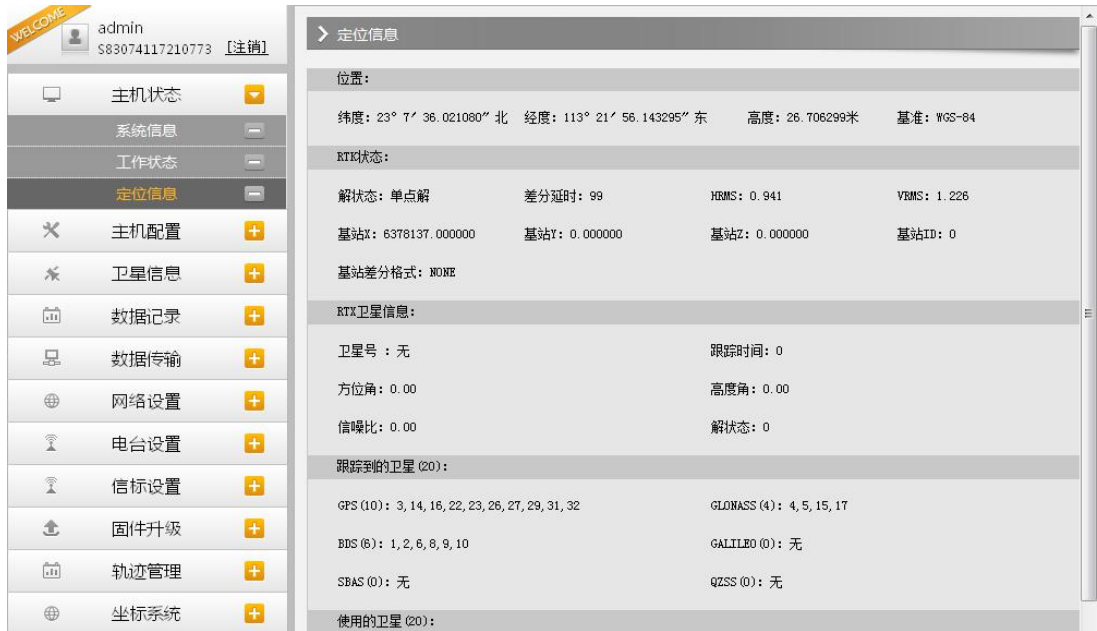 WELCOME
admin
S83074117210773 [注销]
主机状态
系统信息
工作状态
定位信息
主机配置
卫星信息
数据记录
数据传输
网络设置
电台设置
信标设置
固件升级
轨迹管理
坐标系统
定位信息
位置:
纬度: 23° 7′ 36.021080″ 北 经度: 113° 21′ 56.143295″ 东 高度: 26.706299米 基准: WGS-84
RTK状态:
解状态: 单点解 差分延时: 99 HRMS: 0.941 VRMS: 1.226
基站X: 6378137.000000 基站Y: 0.000000 基站Z: 0.000000 基站ID: 0
基站差分格式: NONE
RTX卫星信息:
卫星号 : 无 跟踪时间: 0
方位角: 0.00 高度角: 0.00
信噪比: 0.00 解状态: 0
跟踪到的卫星(20):
GPS(10): 3,14,16,22,23,26,27,29,31,32 GLONASS(4): 4,5,15,17
BDS(6): 1,2,6,8,9,10 GALILEO(0): 无
SBAS(0): 无 QZSS(0): 无
使用的卫星(20):